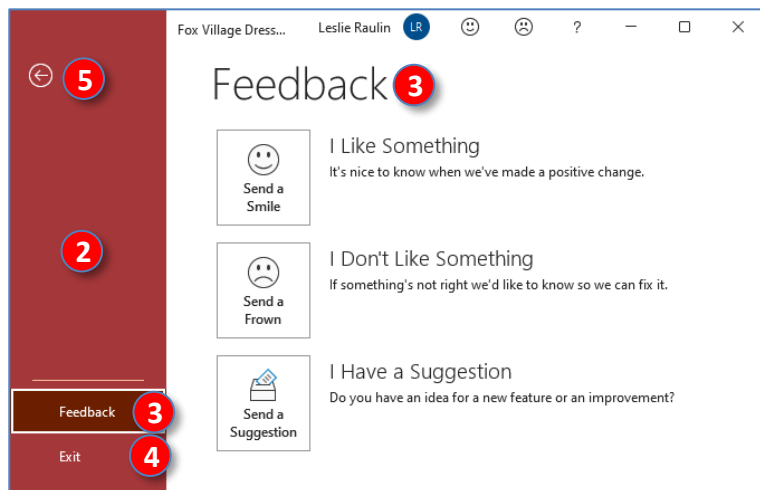 Fox Village Dress... Leslie Raulin LR ?
5
Feedback 3
I Like Something
It's nice to know when we've made a positive change.
Send a
Smile
2
I Don't Like Something
If something's not right we'd like to know so we can fix it.
Send a
Frown
I Have a Suggestion
Do you have an idea for a new feature or an improvement?
Send a
Suggestion
Feedback 3
Exit 4